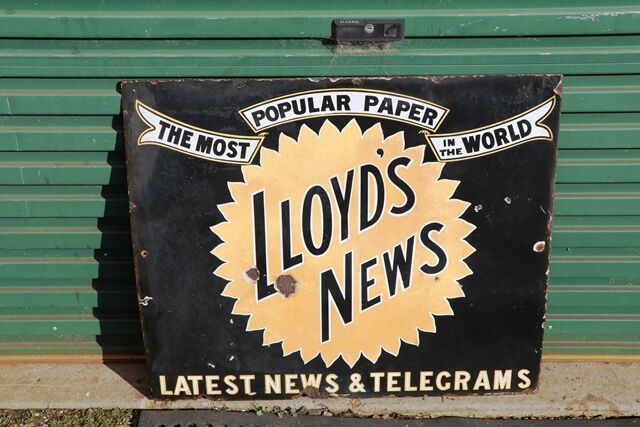 THE MOST POPULAR PAPER IN THE WORLD
LLOYD'S
NEWS
LATEST NEWS & TELEGRAMS